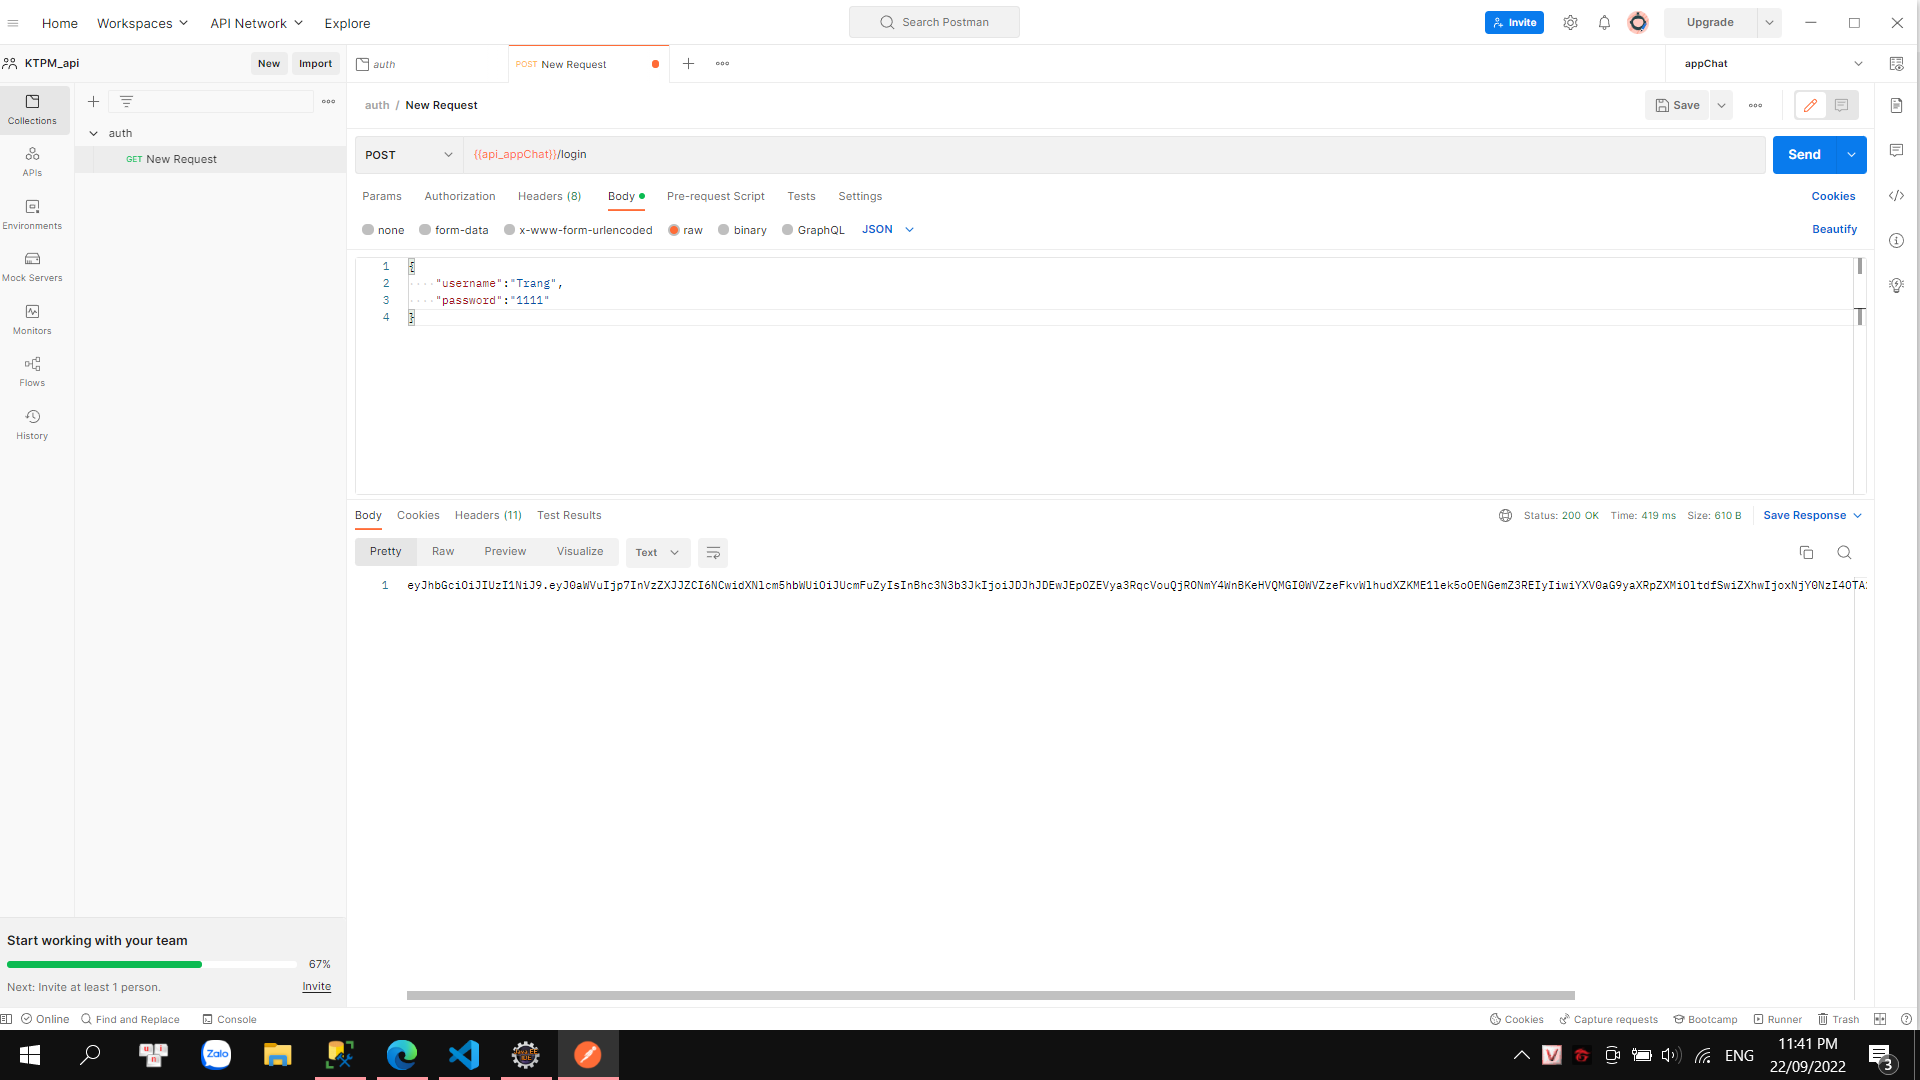 Home Workspaces API Network Explore Search Postman Invite Upgrade
KTPM_api New Import auth POST New Request appChat
auth / New Request Save
Collections
auth
GET New Request
APIs
Environments
Mock Servers
Monitors
Flows
History
POST {{api_appChat}}/login Send
Params Authorization Headers (8) Body Pre-request Script Tests Settings Cookies
none form-data x-www-form-urlencoded raw binary GraphQL JSON Beautify
1 {
2 "username":"Trang",
3 "password":"1111"
4 }
Body Cookies Headers (11) Test Results Status: 200 OK Time: 419 ms Size: 610 B Save Response
Pretty Raw Preview Visualize Text
1
Start working with your team
67%
Next: Invite at least 1 person. Invite
Online Find and Replace Console Cookies Capture requests Bootcamp Runner Trash
Zalo ENG 11:41 PM
22/09/2022 3